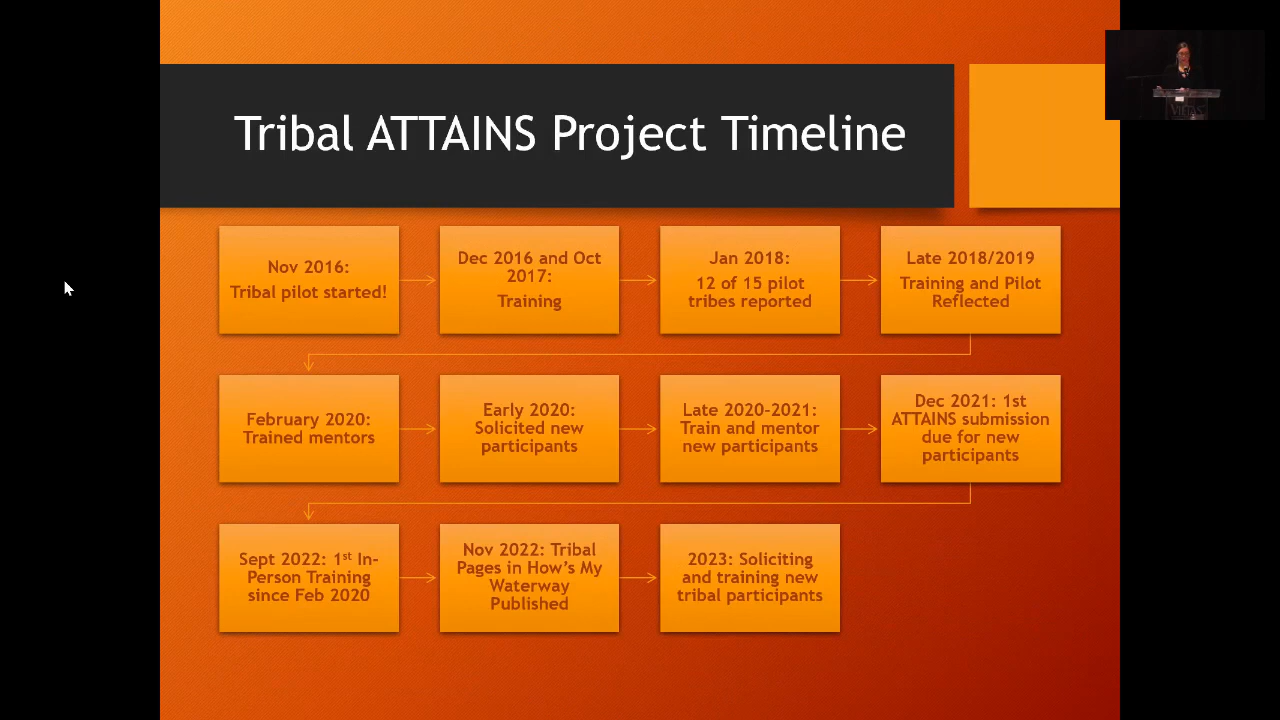 Tribal ATTAINS Project Timeline
Nov 2016:
Tribal pilot started!
Dec 2016 and Oct
2017:
Training
Jan 2018:
12 of 15 pilot
tribes reported
Late 2018/2019
Training and Pilot
Reflected
February 2020:
Trained mentors
Early 2020:
Solicited new
participants
Late 2020-2021:
Train and mentor
new participants
Dec 2021: 1st
ATTAINS submission
due for new
participants
Sept 2022: 1st In-
Person Training
since Feb 2020
Nov 2022: Tribal
Pages in How's My
Waterway
Published
2023: Soliciting
and training new
tribal participants